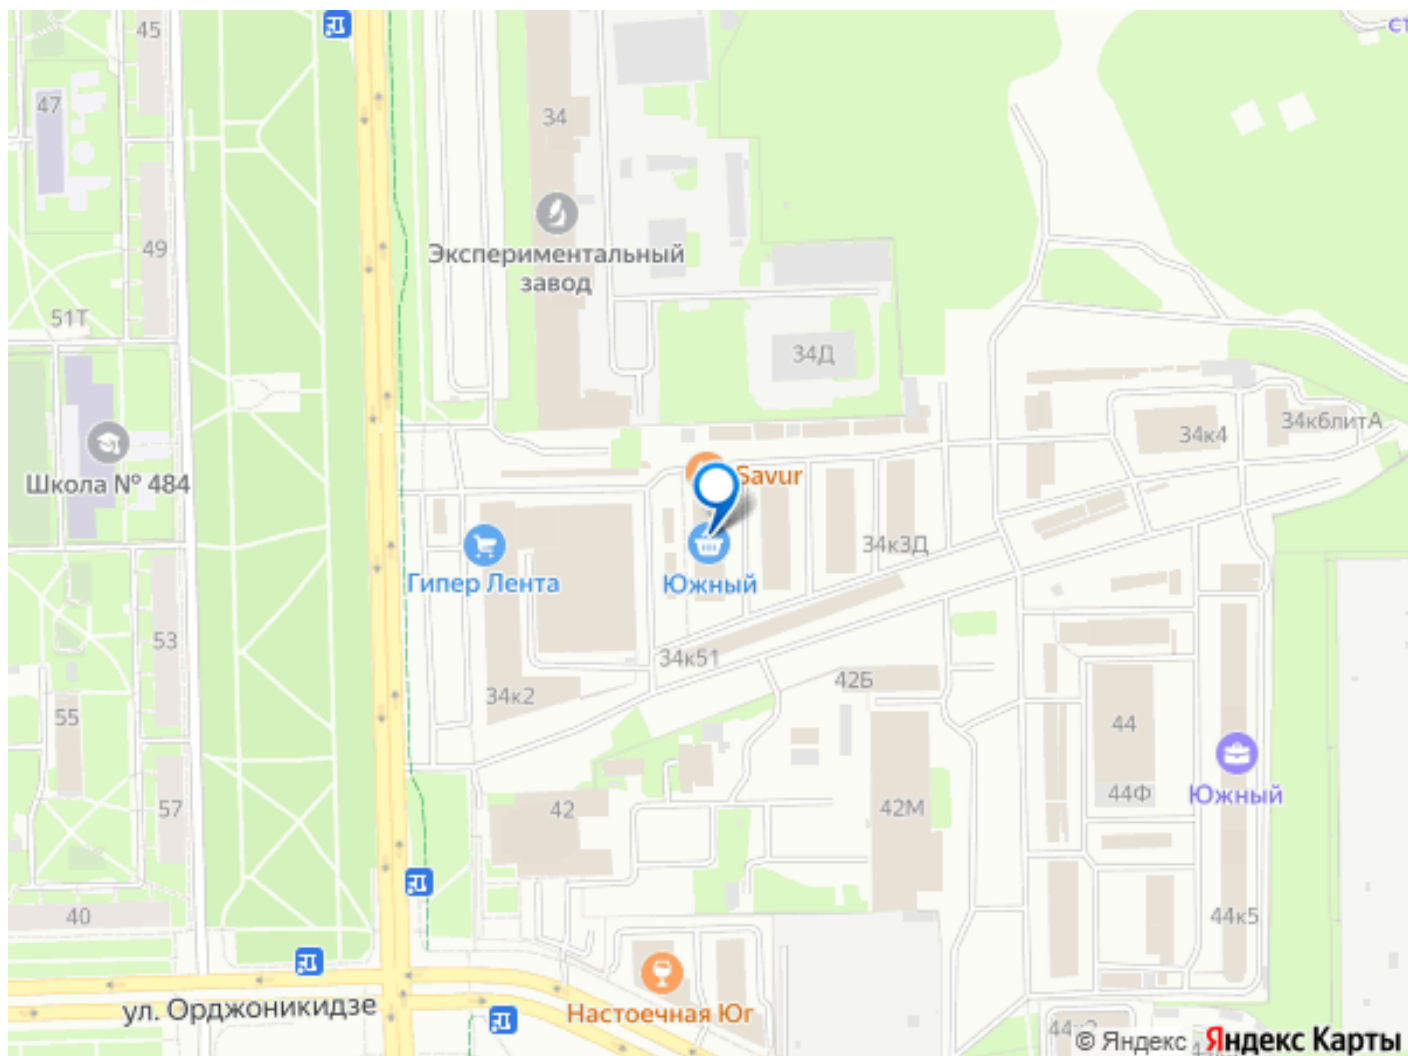 45
47
34
Экспериментальный
завод
49
51Т
34Д
34к4
34к6литА
Школа № 484
Savur
34к3Д
Гипер Лента
Южный
53
34к51
42Б
34к2
55
44
Южный
57
42
44Ф
42М
40
44к5
ул. Орджоникидзе
Настоечная Юг
© Яндекс
Яндекс Карты